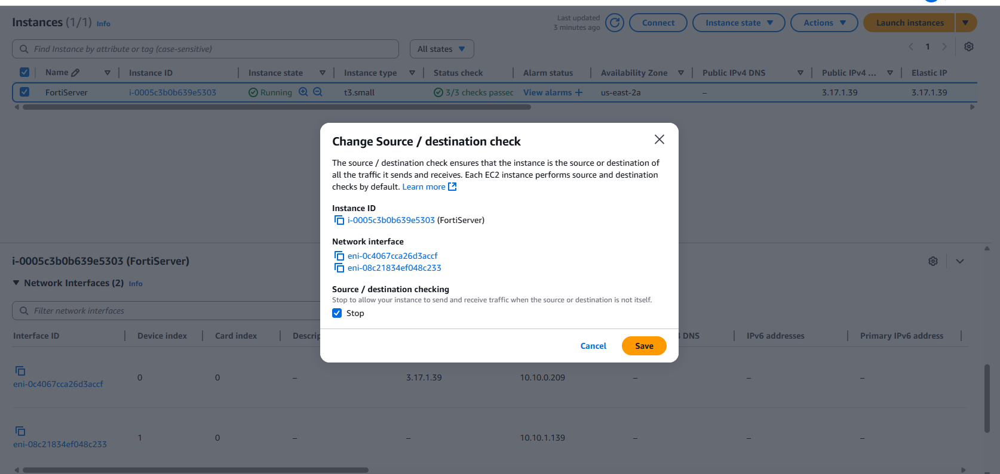 Instances (1/1) Info
Last updated
3 minutes ago
Connect
Instance state
Actions
Launch instances
Find Instance by attribute or tag (case-sensitive)
All states
1
Name
Instance ID
Instance state
Instance type
Status check
Alarm status
Availability Zone
Public IPv4 DNS
Public IPv4 ...
Elastic IP
FortiServer
i-0005c3b0b639e5303
Running
t3.small
3/3 checks passec
View alarms +
us-east-2a
–
3.17.1.39
3.17.1.39
Change Source / destination check
The source / destination check ensures that the instance is the source or destination of
all the traffic it sends and receives. Each EC2 instance performs source and destination
checks by default. Learn more
Instance ID
i-0005c3b0b639e5303 (FortiServer)
Network interface
eni-0c4067cca26d3accf
eni-08c21834ef048c233
Source / destination checking
Stop to allow your instance to send and receive traffic when the source or destination is not itself.
Stop
Cancel
Save
i-0005c3b0b639e5303 (FortiServer)
Network Interfaces (2) Info
Filter network interfaces
Interface ID
Device index
Card index
Descrip
DNS
IPv6 addresses
Primary IPv6 address
eni-0c4067cca26d3accf
0
0
–
3.17.1.39
10.10.0.209
–
–
–
eni-08c21834ef048c233
1
0
–
–
10.10.1.139
–
–
–